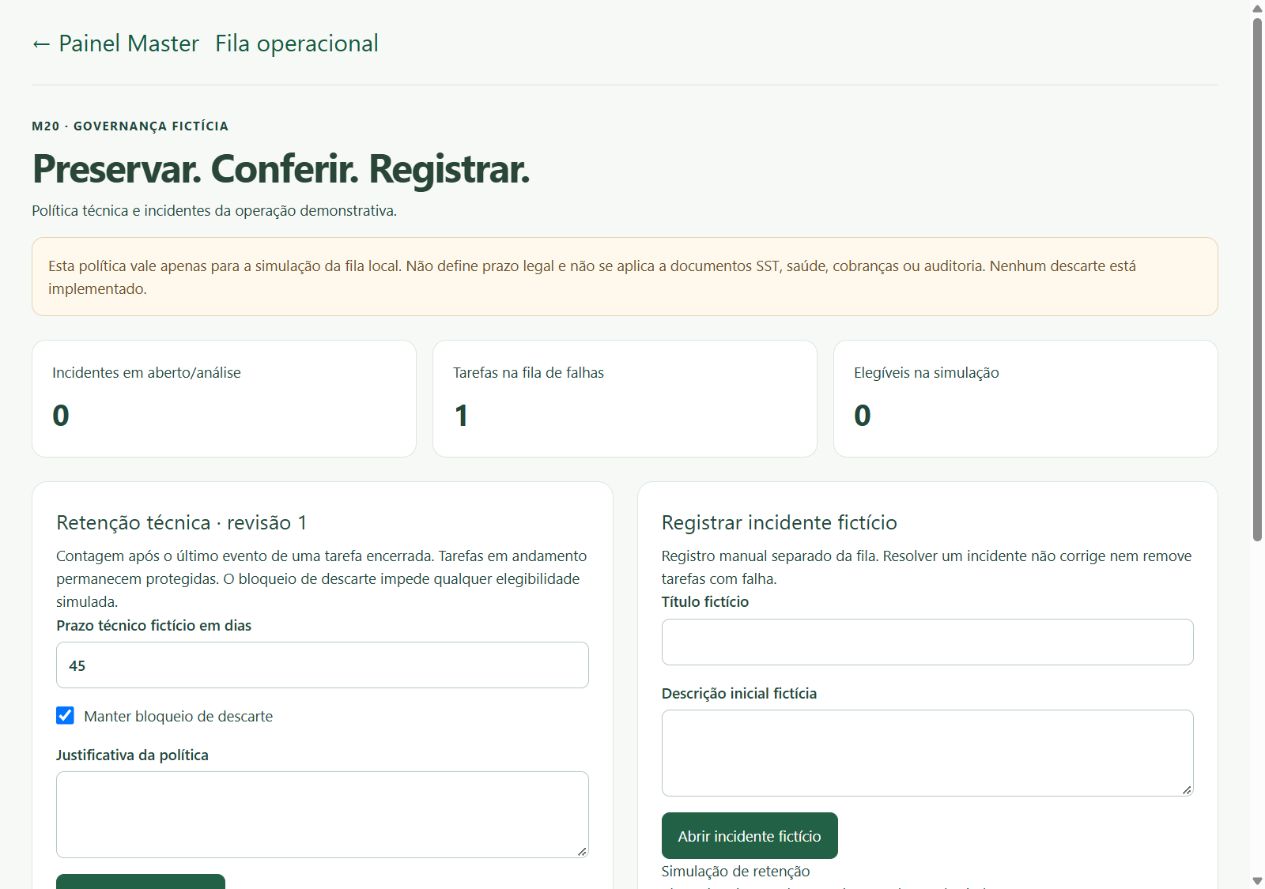 ← Painel Master Fila operacional
M20 · GOVERNANÇA FICTÍCIA
Preservar. Conferir. Registrar.
Política técnica e incidentes da operação demonstrativa.
Esta política vale apenas para a simulação da fila local. Não define prazo legal e não se aplica a documentos SST, saúde, cobranças ou auditoria. Nenhum descarte está
implementado.
Incidentes em aberto/análise
0
Tarefas na fila de falhas
1
Elegíveis na simulação
0
Retenção técnica · revisão 1
Contagem após o último evento de uma tarefa encerrada. Tarefas em andamento
permanecem protegidas. O bloqueio de descarte impede qualquer elegibilidade
simulada.
Prazo técnico fictício em dias
45
Manter bloqueio de descarte
Justificativa da política
Registrar incidente fictício
Registro manual separado da fila. Resolver um incidente não corrige nem remove
tarefas com falha.
Título fictício
Descrição inicial fictícia
Abrir incidente fictício
Simulação de retenção